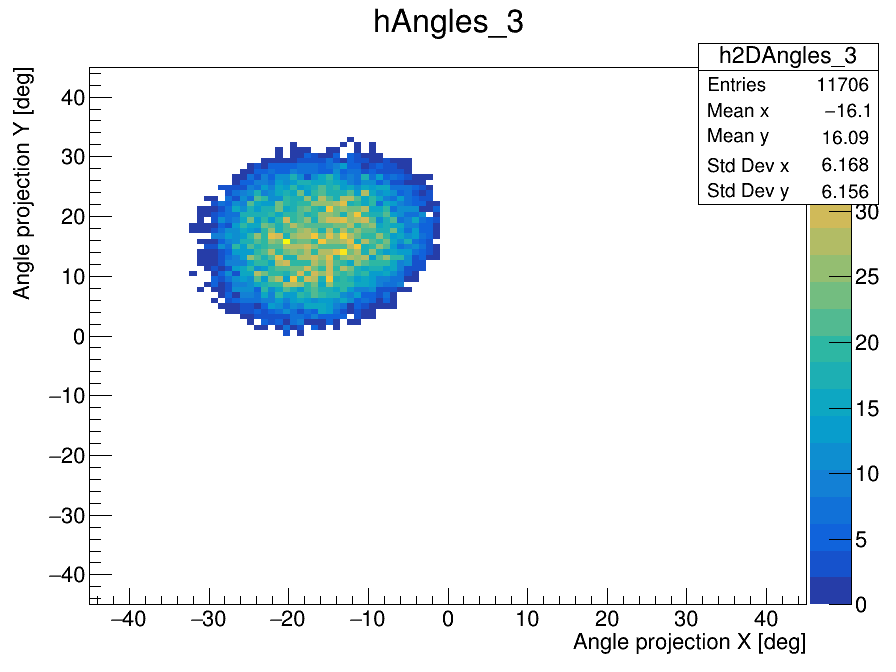 hAngles_3
h2DAngles_3
Entries 11706
Mean x −16.1
Mean y 16.09
Std Dev x 6.168
Std Dev y 6.156
Angle projection Y [deg]
40
30
20
10
0
−10
−20
−30
−40
−40 −30 −20 −10 0 10 20 30 40
Angle projection X [deg]
30
25
20
15
10
5
0